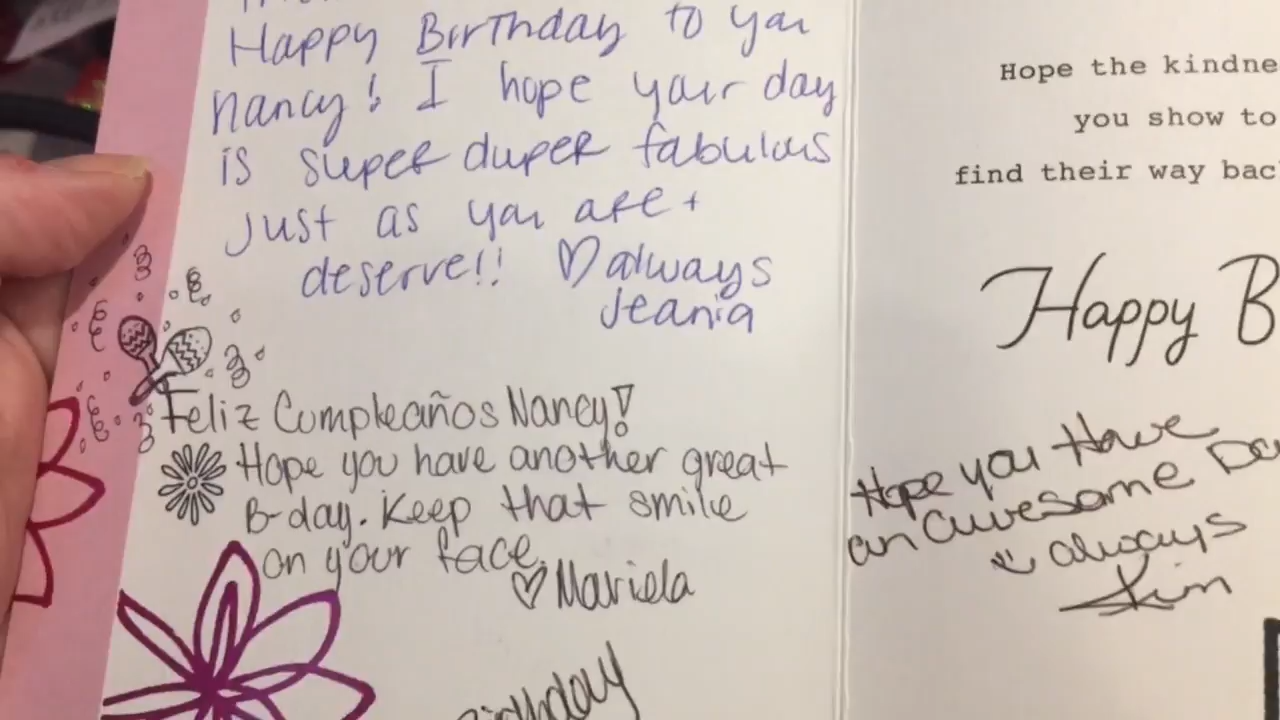 Happy Birthday to you
Nancy! I hope your day
is super duper fabulous
just as you are +
deserve!! ♡ always
Jeania
Feliz Cumpleaños Nancy!
Hope you have another great
B-day. Keep that smile
on your face.
♡ Mariela
Birthday
Hope the kindne
you show to
find their way bac
Happy B
Hope you Have
an awesome Da
always
Kim